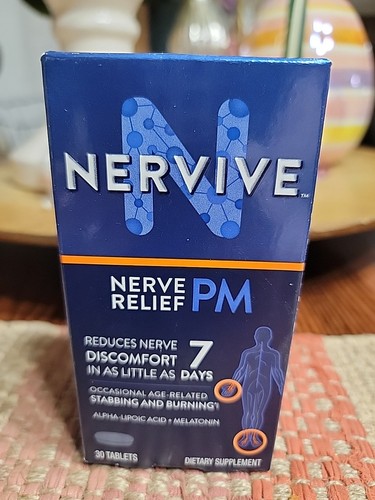 NERVIVE™
NERVE
RELIEF PM
REDUCES NERVE
DISCOMFORT 7
IN AS LITTLE AS DAYS
OCCASIONAL AGE-RELATED
STABBING AND BURNING
ALPHA-LIPOIC ACID + MELATONIN
30 TABLETS
DIETARY SUPPLEMENT